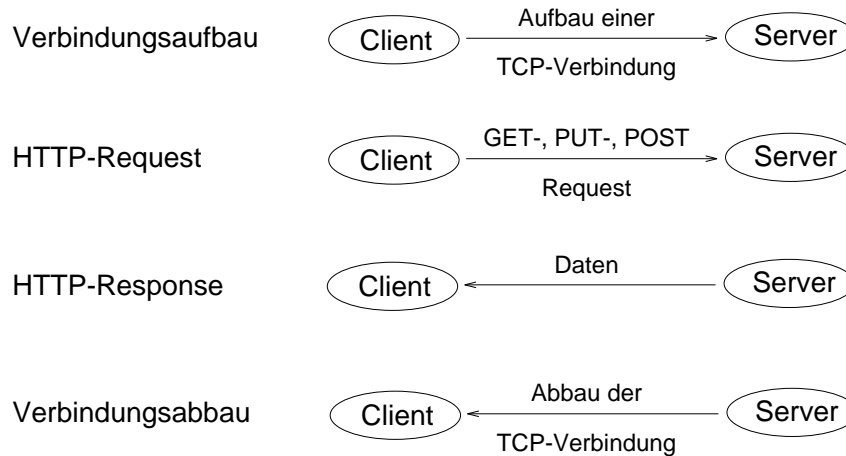 Verbindungsaufbau
Client
Aufbau einer
TCP-Verbindung
Server
HTTP-Request
Client
GET-, PUT-, POST
Request
Server
HTTP-Response
Client
Daten
Server
Verbindungsabbau
Client
Abbau der
TCP-Verbindung
Server